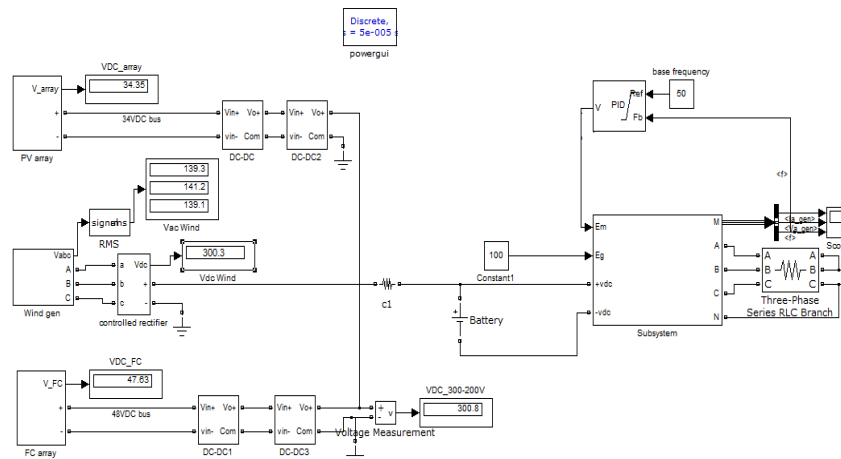 Discrete,
s = 5e-005 s
powergui
VDC_array
V_array
34.35
+
34VDC bus
-
PV array
Vin+ Vo+
vin- Com
DC-DC
Vin+ Vo+
vin- Com
DC-DC2
base frequency
50
Ref
PID
V
Fb
<f>
139.3
141.2
139.1
Vac Wind
RMS
Vabc
A
B
C
Wind gen
a Vdc
b +
c -
controlled rectifier
300.3
Vdc Wind
c1
+
Battery
100
Constant1
Em
Eg
+vdc
-vdc
M
A
B
C
N
Subsystem
<Ia_gen>
<Va_gen>
<f>
Sco
A A
B B
C C
Three-Phase
Series RLC Branch
VDC_FC
V_FC
47.63
+
48VDC bus
-
FC array
Vin+ Vo+
vin- Com
DC-DC1
Vin+ Vo+
vin- Com
DC-DC3
+
-
v
Voltage Measurement
VDC_300-200V
300.8